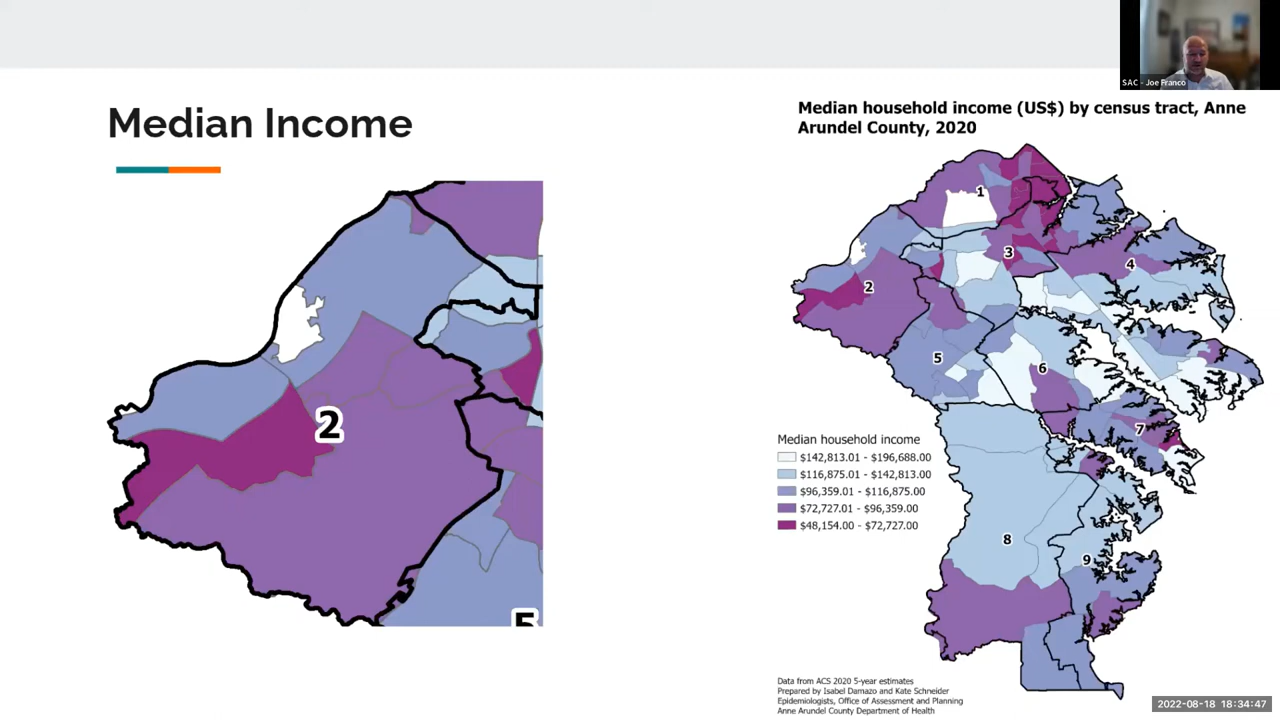 SAC - Joe Franco
Median Income
2
5
Median household income (US$) by census tract, Anne
Arundel County, 2020
1
3
4
2
5
6
7
8
9
Median household income
$142,813.01 - $196,688.00
$116,875.01 - $142,813.00
$96,359.01 - $116,875.00
$72,727.01 - $96,359.00
$48,154.00 - $72,727.00
Data from ACS 2020 5-year estimates
Prepared by Isabel Damazo and Kate Schneider
Epidemiologists, Office of Assessment and Planning
Anne Arundel County Department of Health
2022-08-18 18:34:47